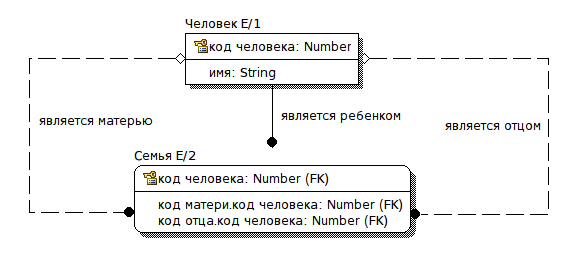 Человек E/1
код человека: Number
имя: String
является матерью
является ребенком
является отцом
Семья E/2
код человека: Number (FK)
код матери.код человека: Number (FK)
код отца.код человека: Number (FK)